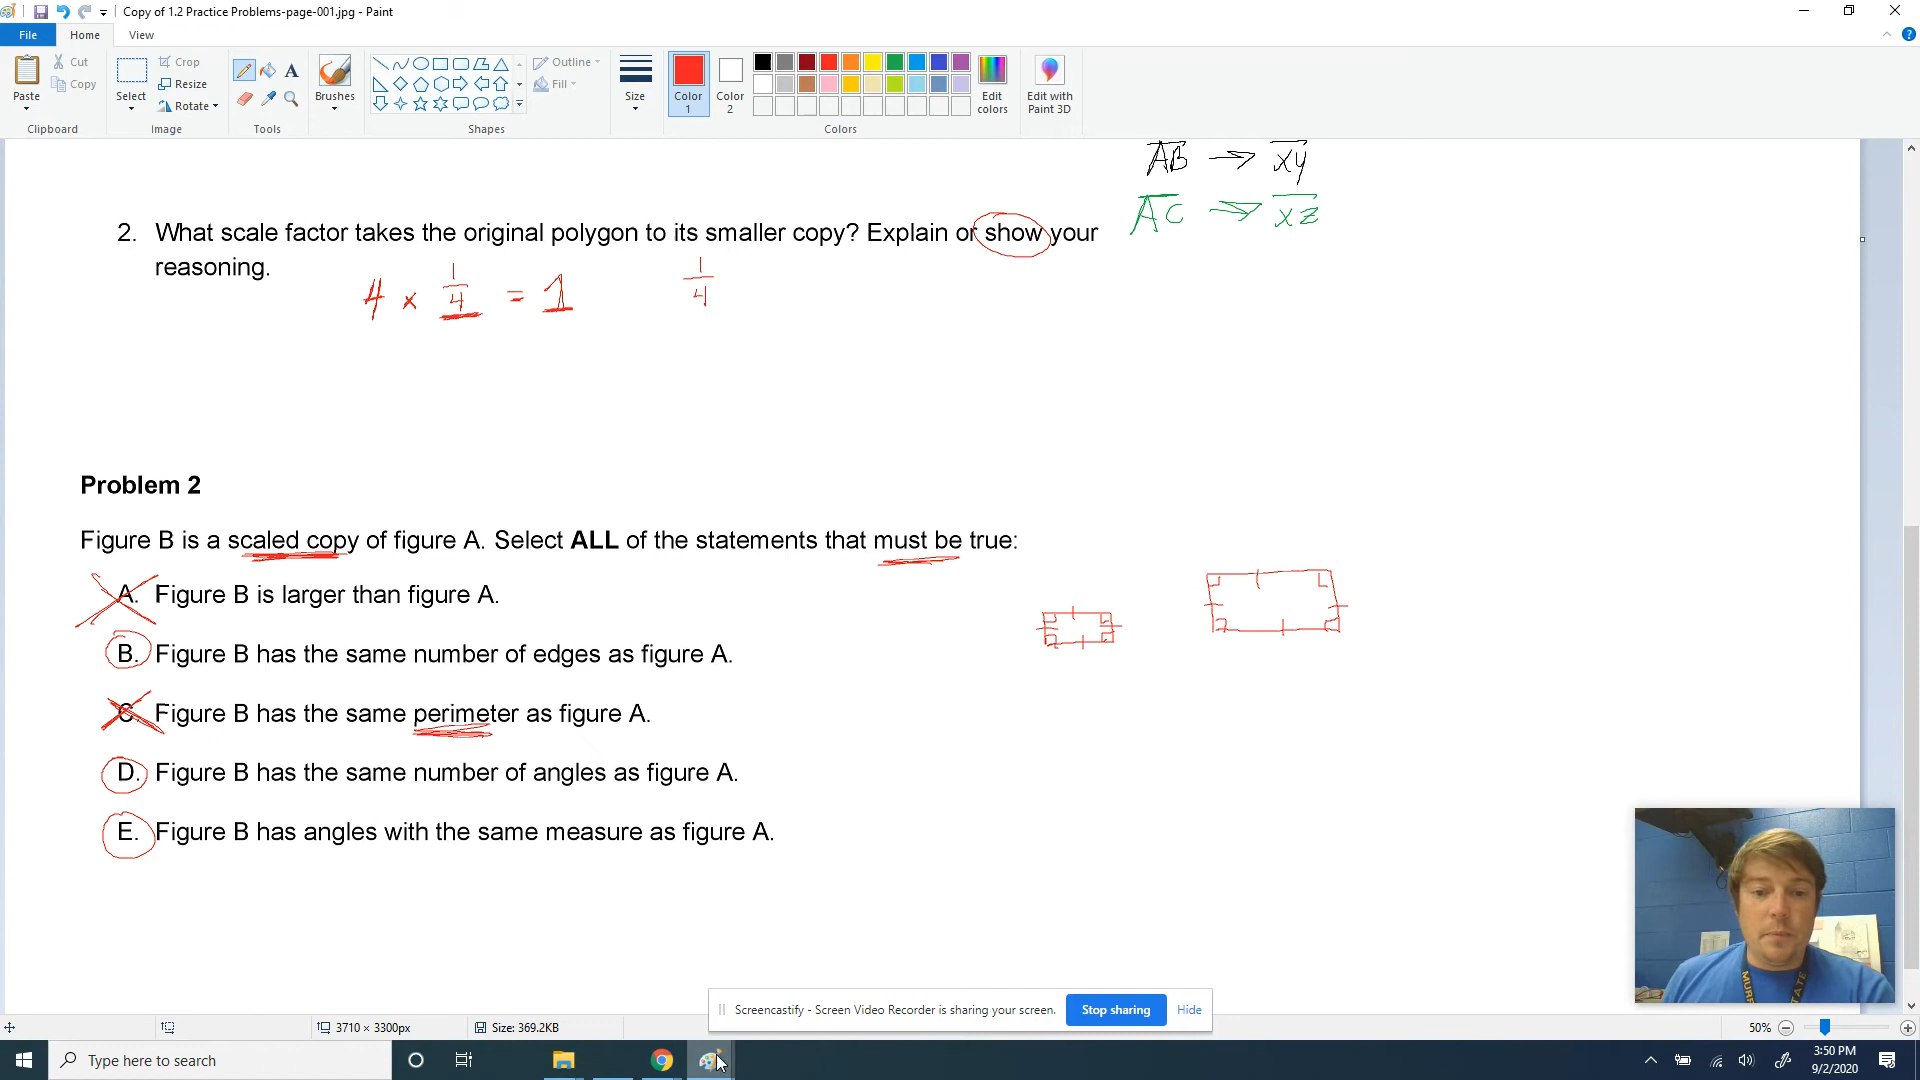 Copy of 1.2 Practice Problems-page-001.jpg - Paint
File Home View
Paste Cut Copy Clipboard
Select Crop Resize Rotate Image
Tools
Brushes
Shapes
Outline Fill
Size
Color 1 Color 2 Colors
Edit colors
Edit with Paint 3D
AB → XY
AC → XZ
2. What scale factor takes the original polygon to its smaller copy? Explain or show your
reasoning.
4 × 1/4 = 1 1/4
Problem 2
Figure B is a scaled copy of figure A. Select ALL of the statements that must be true:
A. Figure B is larger than figure A.
B. Figure B has the same number of edges as figure A.
C. Figure B has the same perimeter as figure A.
D. Figure B has the same number of angles as figure A.
E. Figure B has angles with the same measure as figure A.
Screencastify - Screen Video Recorder is sharing your screen. Stop sharing Hide
3710 × 3300px Size: 369.2KB 50%
Type here to search
3:50 PM
9/2/2020